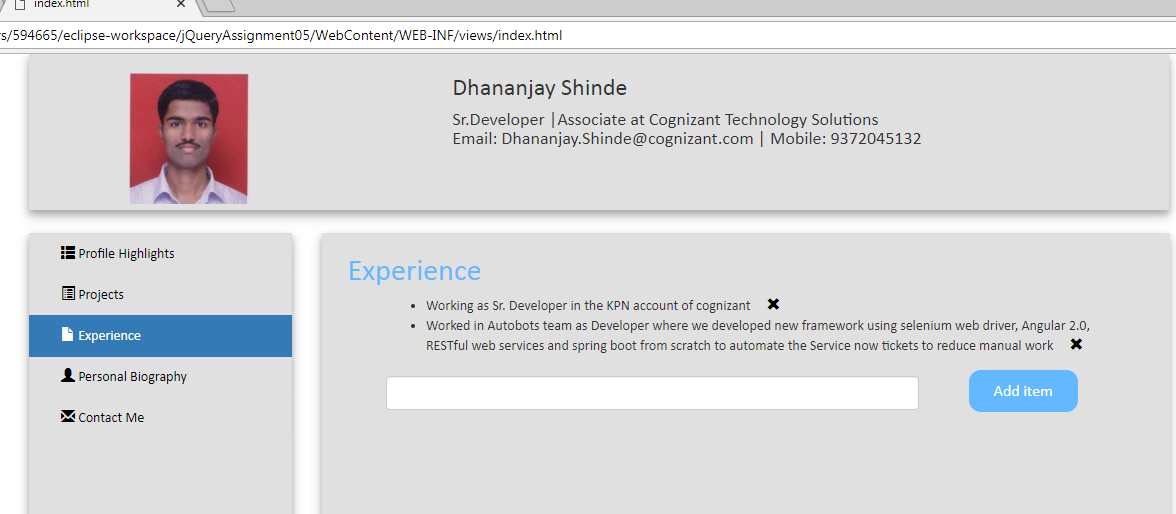 index.html
s/594665/eclipse-workspace/jQueryAssignment05/WebContent/WEB-INF/views/index.html
Dhananjay Shinde
Sr.Developer |Associate at Cognizant Technology Solutions
Email: Dhananjay.Shinde@cognizant.com | Mobile: 9372045132
Profile Highlights
Projects
Experience
Personal Biography
Contact Me
Experience
Working as Sr. Developer in the KPN account of cognizant
Worked in Autobots team as Developer where we developed new framework using selenium web driver, Angular 2.0,
RESTful web services and spring boot from scratch to automate the Service now tickets to reduce manual work
Add item